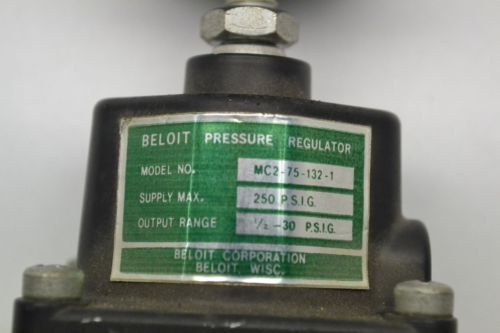 BELOIT PRESSURE REGULATOR
MODEL NO. MC2-75-132-1
SUPPLY MAX. 250 P.S.I.G.
OUTPUT RANGE ½-30 P.S.I.G.
BELOIT CORPORATION
BELOIT, WISC.